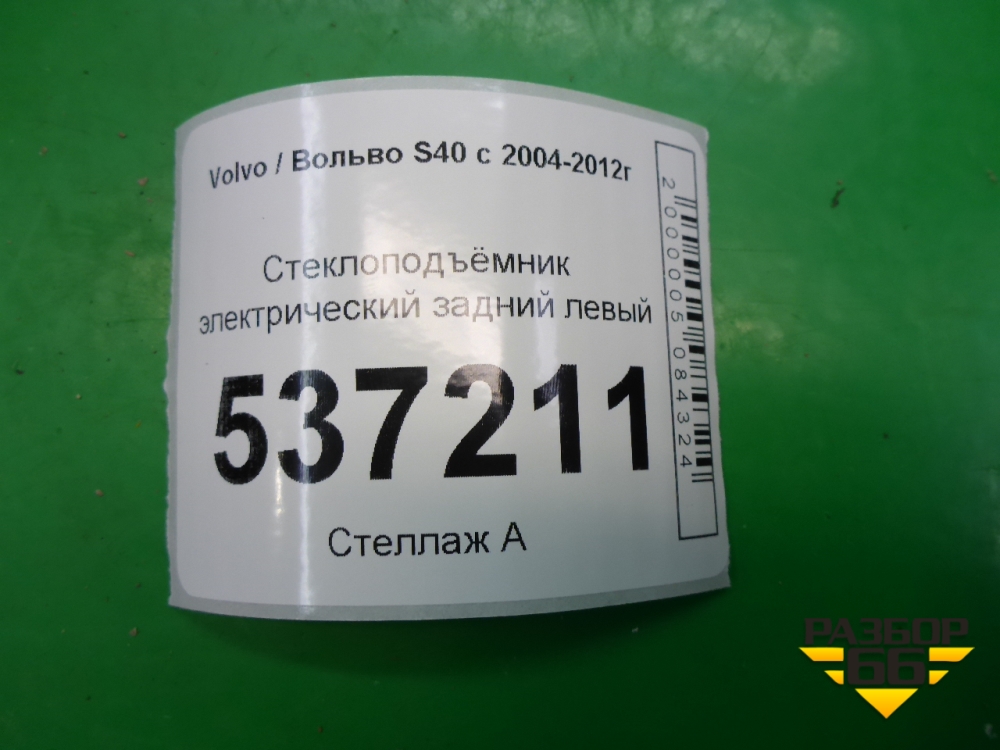 Volvo / Вольво S40 с 2004-2012г
Стеклоподъёмник
электрический задний левый
537211
Стеллаж А
2000005084324
РАЗБОР
66